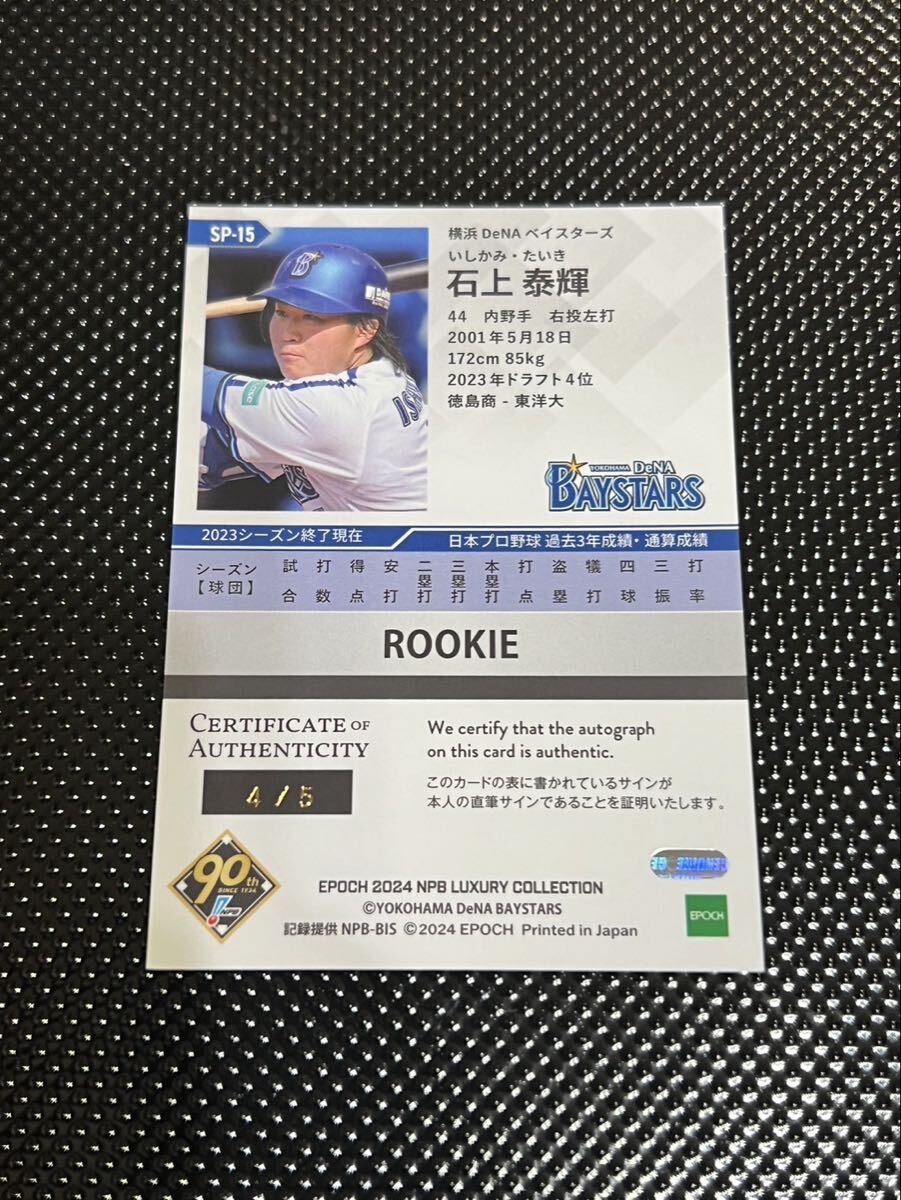 SP-15
横浜 DeNA ベイスターズ
いしかみ・たいき
石上 泰輝
44 内野手 右投左打
2001年5月18日
172cm 85kg
2023年ドラフト4位
徳島商 - 東洋大
YOKOHAMA DeNA
BAYSTARS
2023シーズン終了現在
日本プロ野球 過去3年成績・通算成績
シーズン【球団】 試合 打数 得点 安打 二塁打 三塁打 本塁打 打点 盗塁 犠打 四球 三振 打率
ROOKIE
CERTIFICATE OF
AUTHENTICITY
4/5
We certify that the autograph
on this card is authentic.
このカードの表に書かれているサインが
本人の直筆サインであることを証明いたします。
90th
SINCE 1934
NPB
EPOCH 2024 NPB LUXURY COLLECTION
©YOKOHAMA DeNA BAYSTARS
記録提供 NPB-BIS ©2024 EPOCH Printed in Japan
EPOCH